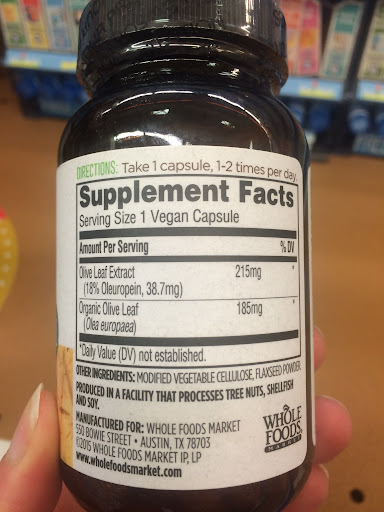 DIRECTIONS: Take 1 capsule, 1-2 times per day.
Supplement Facts
Serving Size 1 Vegan Capsule
Amount Per Serving % DV
Olive Leaf Extract 215mg *
(18% Oleuropein, 38.7mg)
Organic Olive Leaf 185mg *
(Olea europaea)
*Daily Value (DV) not established.
OTHER INGREDIENTS: MODIFIED VEGETABLE CELLULOSE, FLAXSEED POWDER.
PRODUCED IN A FACILITY THAT PROCESSES TREE NUTS, SHELLFISH
AND SOY.
MANUFACTURED FOR: WHOLE FOODS MARKET
550 BOWIE STREET • AUSTIN, TX 78703
©2015 WHOLE FOODS MARKET IP, LP
www.wholefoodsmarket.com
WHOLE
FOODS
MARKET